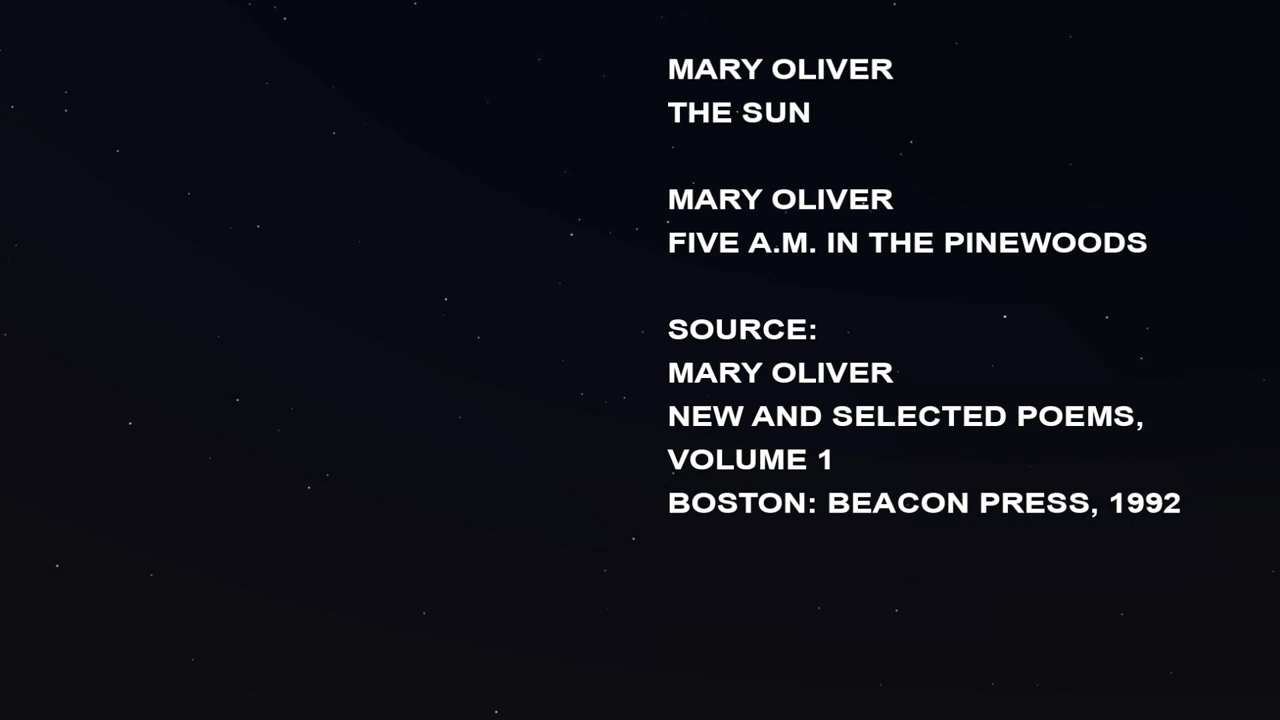 MARY OLIVER
THE SUN
MARY OLIVER
FIVE A.M. IN THE PINEWOODS
SOURCE:
MARY OLIVER
NEW AND SELECTED POEMS,
VOLUME 1
BOSTON: BEACON PRESS, 1992